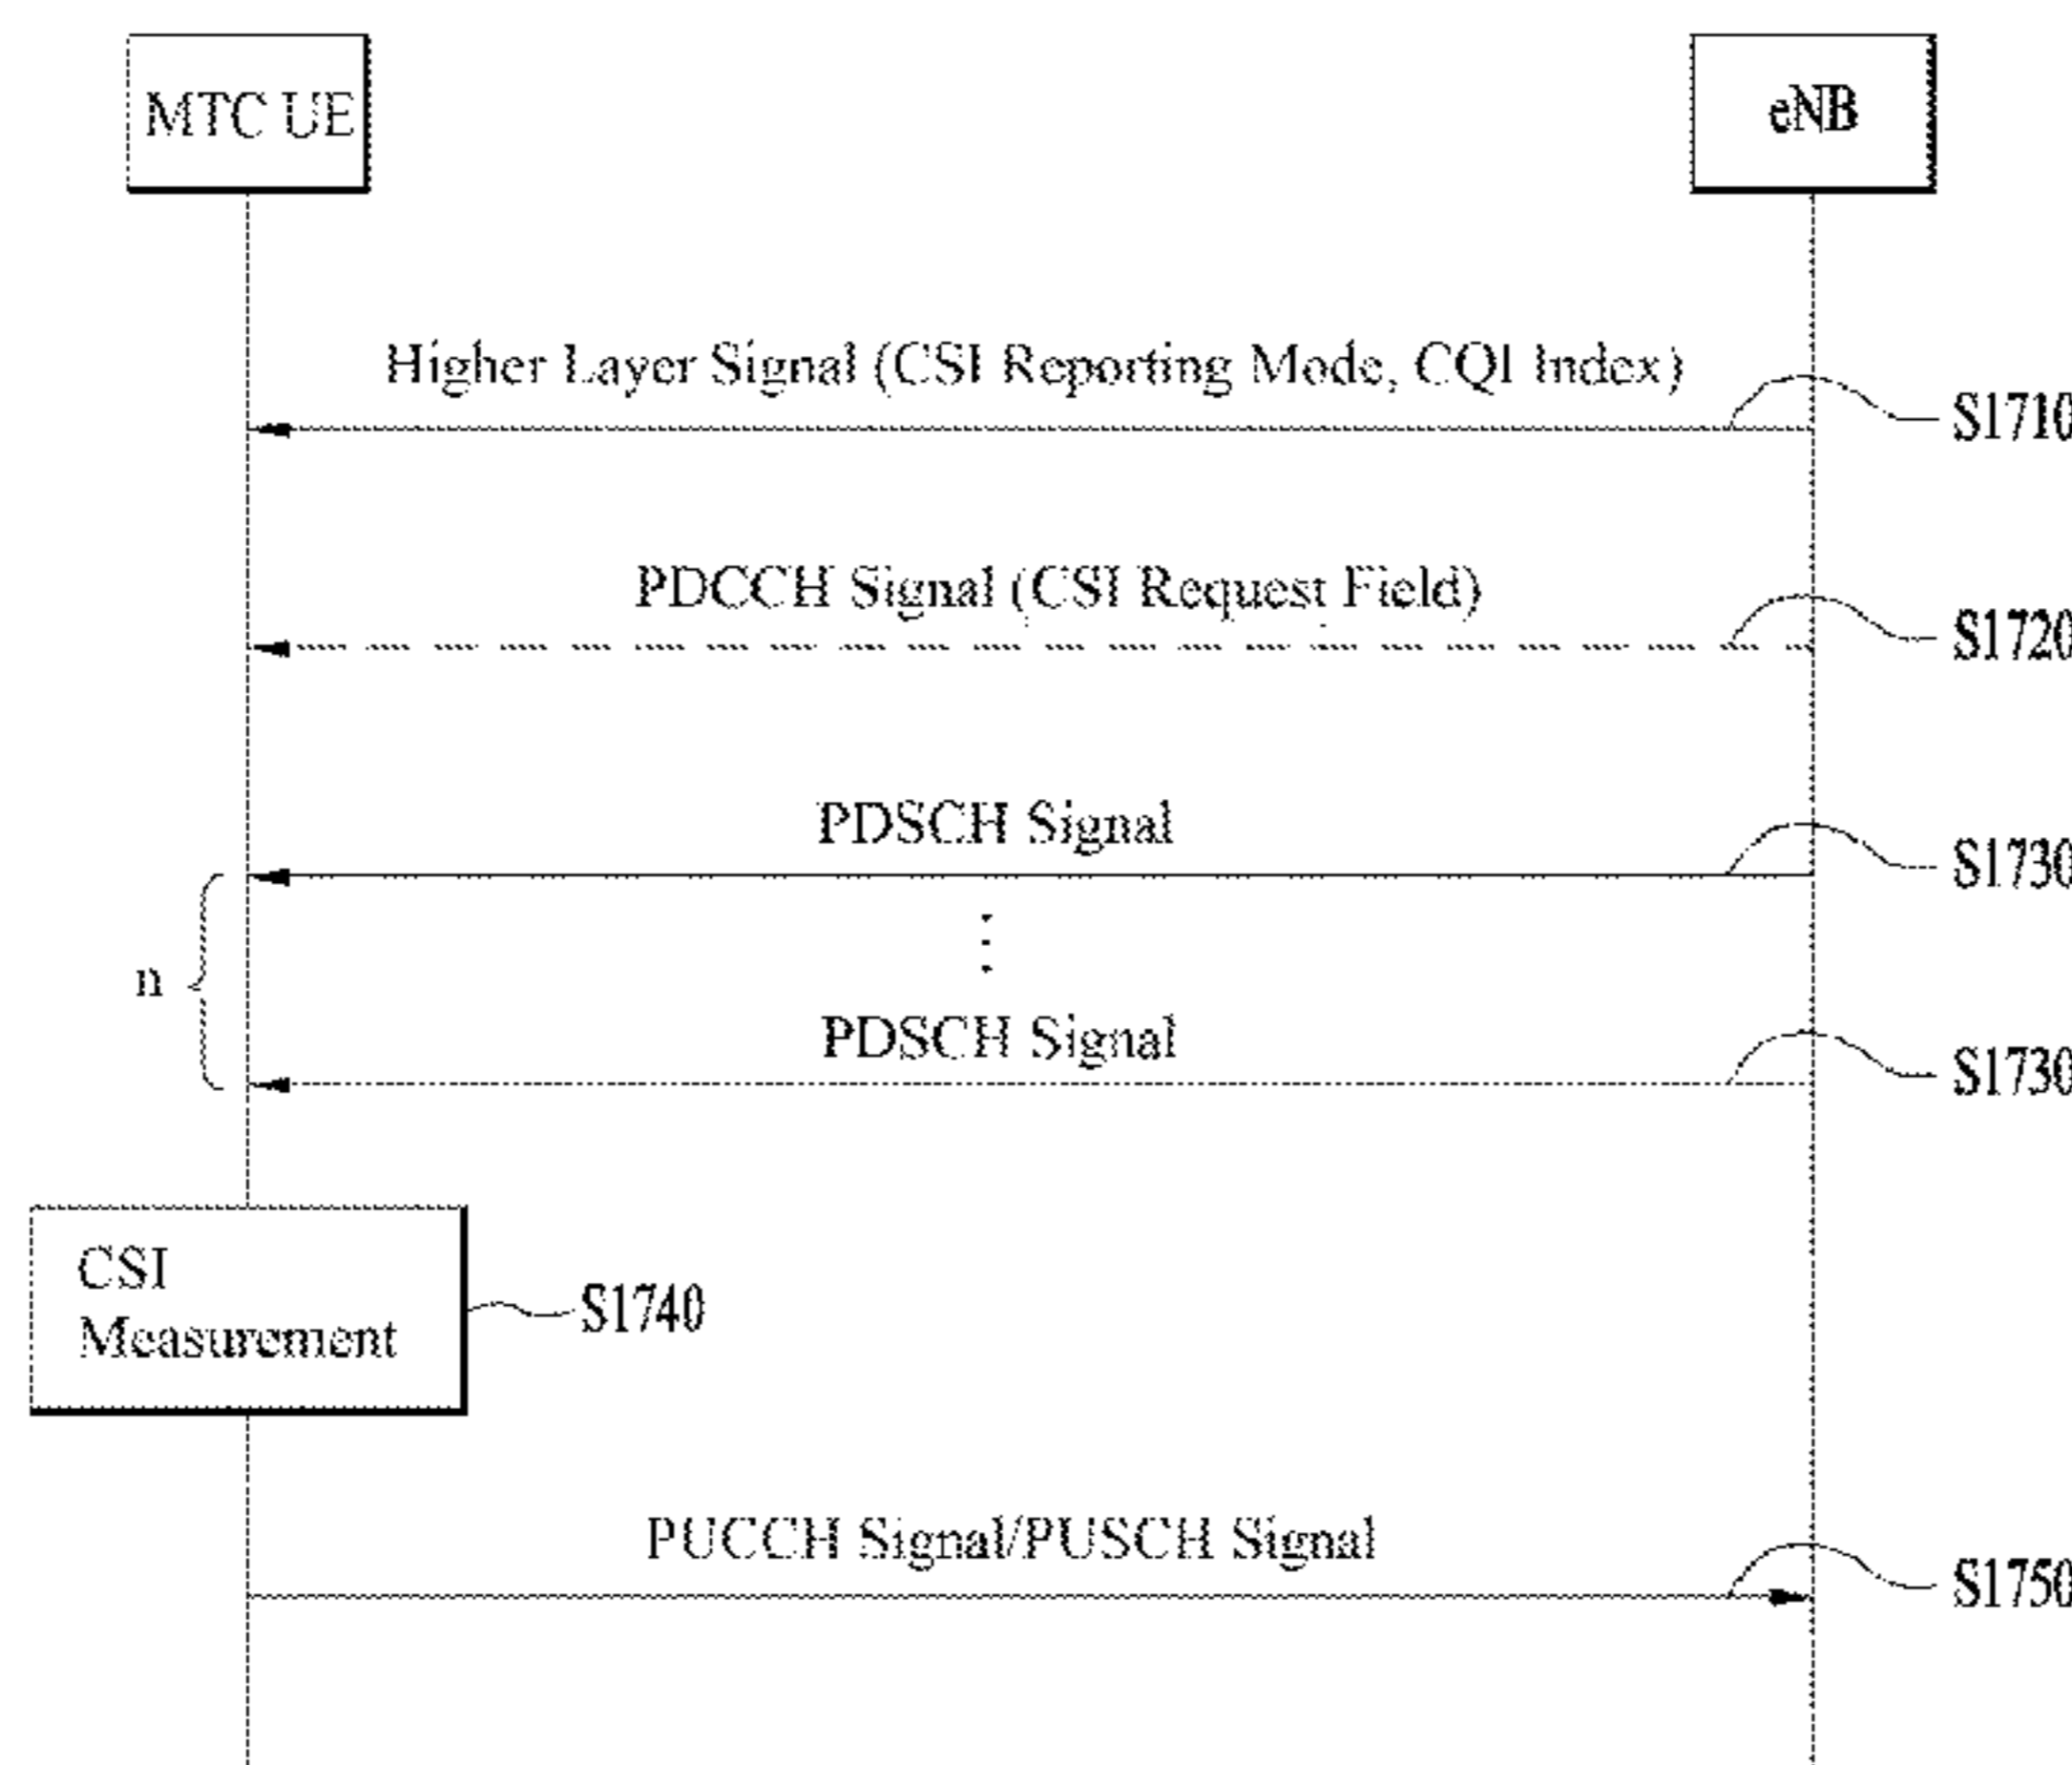 MTC UE
eNB
Higher Layer Signal (CSI Reporting Mode, CQI Index)
S1710
PDCCH Signal (CSI Request Field)
S1720
PDSCH Signal
S1730
n
PDSCH Signal
S1730
CSI
Measurement
S1740
PUCCH Signal/PUSCH Signal
S1750